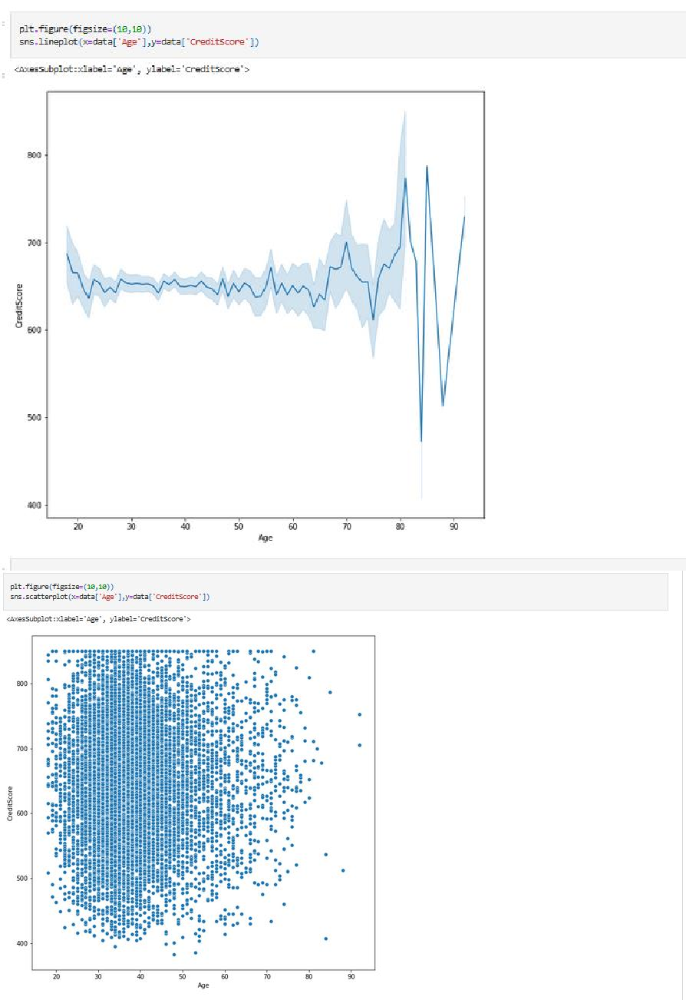 plt.figure(figsize=(10,10))
sns.lineplot(x=data['Age'],y=data['CreditScore'])
<AxesSubplot:xlabel='Age', ylabel='CreditScore'>
800
700
600
500
400
CreditScore
20 30 40 50 60 70 80 90
Age
plt.figure(figsize=(10,10))
sns.scatterplot(x=data['Age'],y=data['CreditScore'])
<AxesSubplot:xlabel='Age', ylabel='CreditScore'>
800
700
600
500
400
CreditScore
20 30 40 50 60 70 80 90
Age